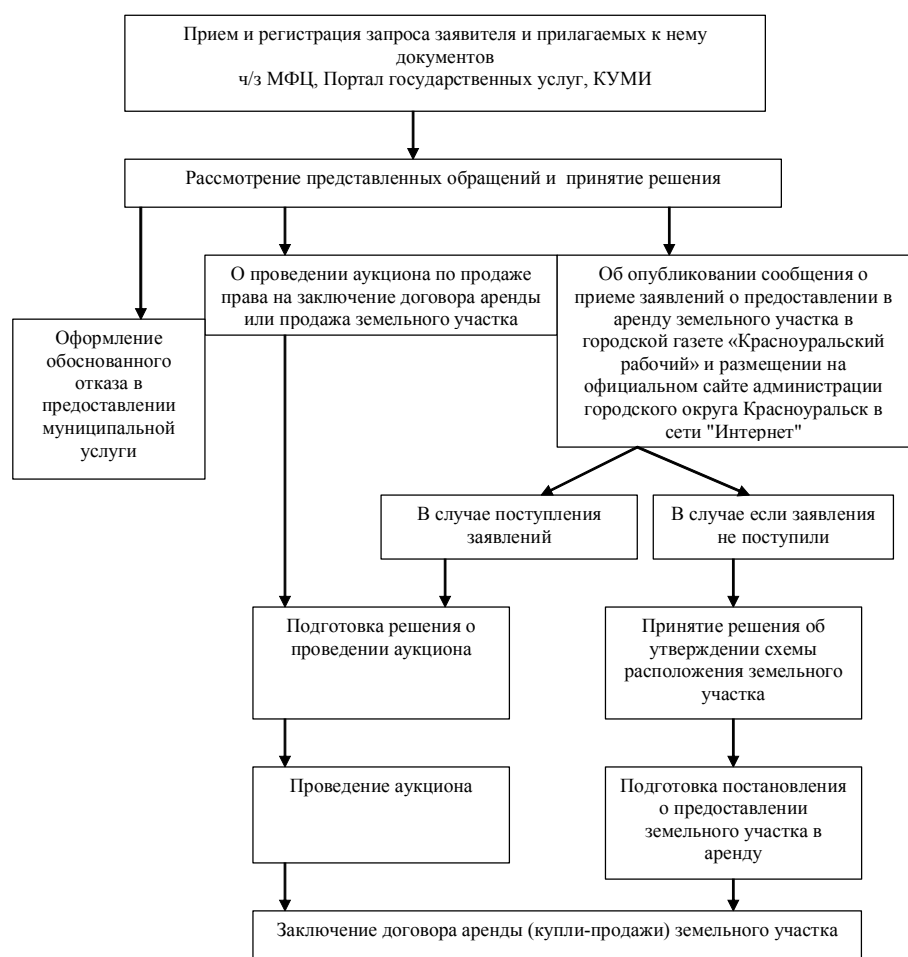 Прием и регистрация запроса заявителя и прилагаемых к нему
документов
ч/з МФЦ, Портал государственных услуг, КУМИ
Рассмотрение представленных обращений и принятие решения
Оформление
обоснованного
отказа в
предоставлении
муниципальной
услуги
О проведении аукциона по продаже
права на заключение договора аренды
или продажа земельного участка
Об опубликовании сообщения о
приеме заявлений о предоставлении в
аренду земельного участка в
городской газете «Красноуральский
рабочий» и размещении на
официальном сайте администрации
городского округа Красноуральск в
сети "Интернет"
В случае поступления
заявлений
В случае если заявления
не поступили
Подготовка решения о
проведении аукциона
Принятие решения об
утверждении схемы
расположения земельного
участка
Проведение аукциона
Подготовка постановления
о предоставлении
земельного участка в
аренду
Заключение договора аренды (купли-продажи) земельного участка